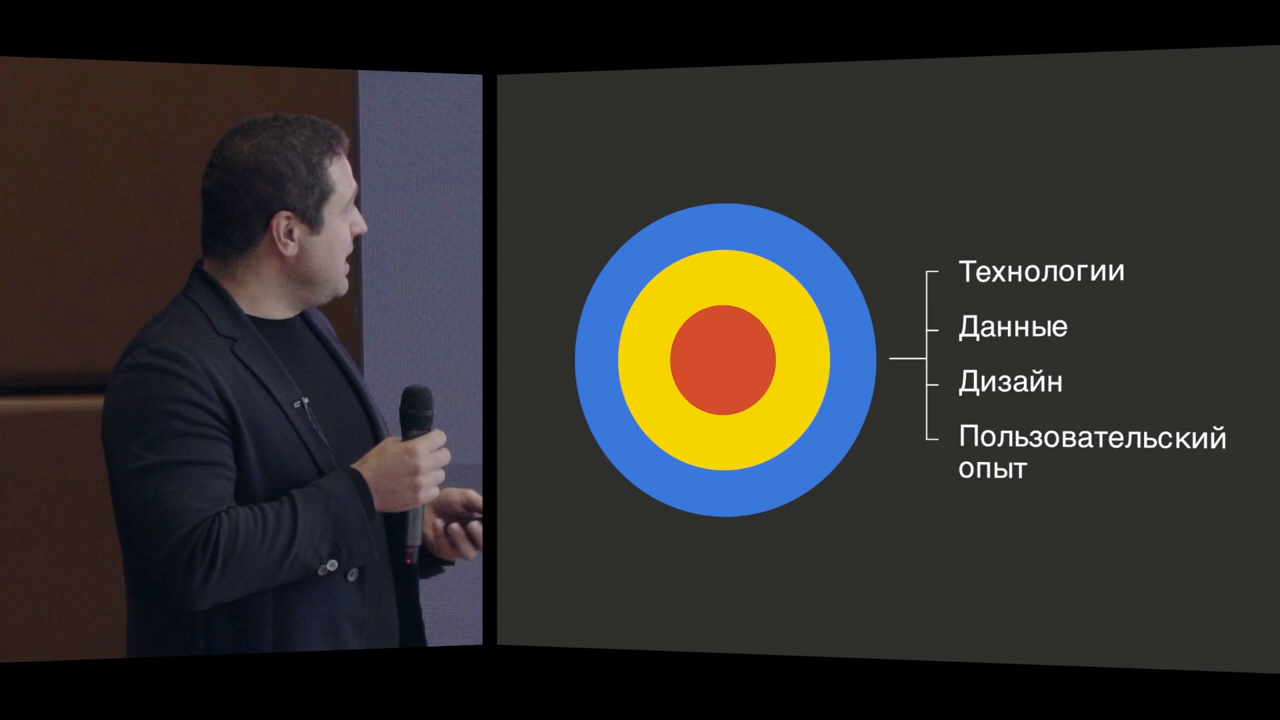 Технологии
Данные
Дизайн
Пользовательский
опыт